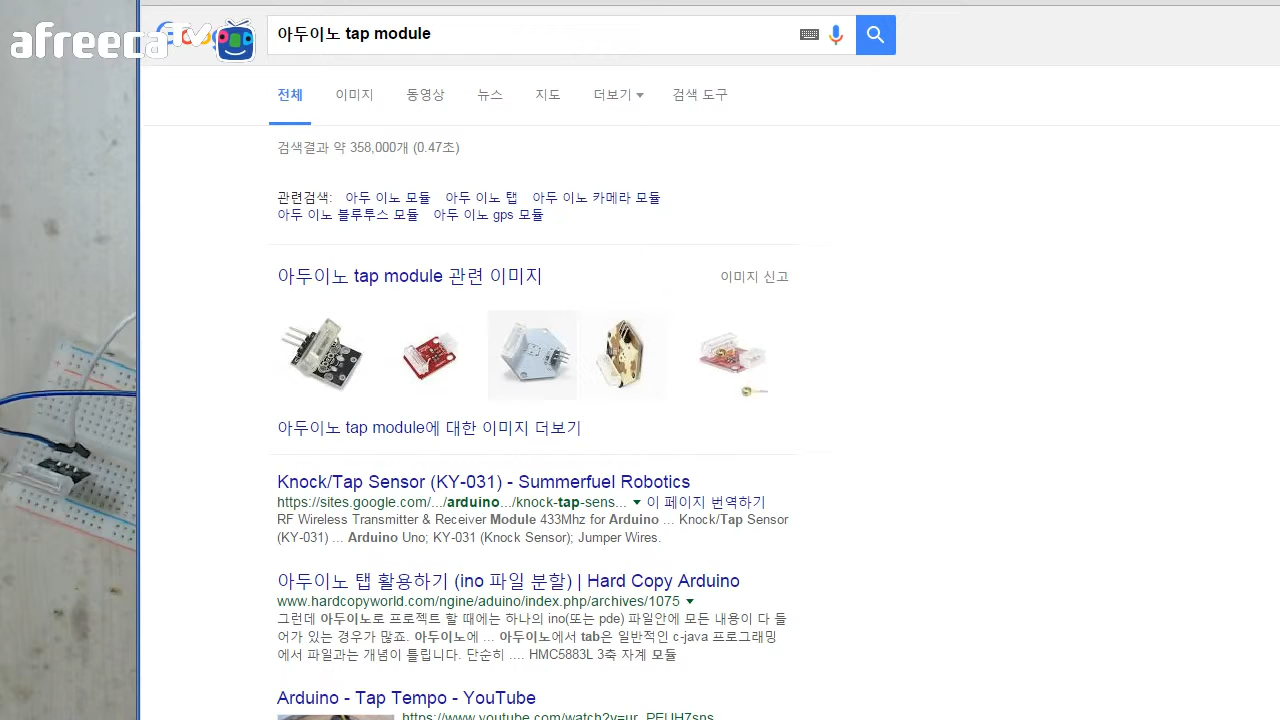 afreecaTV
아두이노 tap module
전체 이미지 동영상 뉴스 지도 더보기 검색 도구
검색결과 약 358,000개 (0.47초)
관련검색: 아두 이노 모듈 아두 이노 탭 아두 이노 카메라 모듈
아두 이노 블루투스 모듈 아두 이노 gps 모듈
아두이노 tap module 관련 이미지 이미지 신고
아두이노 tap module에 대한 이미지 더보기
Knock/Tap Sensor (KY-031) - Summerfuel Robotics
https://sites.google.com/.../arduino.../knock-tap-sens... 이 페이지 번역하기
RF Wireless Transmitter & Receiver Module 433Mhz for Arduino ... Knock/Tap Sensor
(KY-031) ... Arduino Uno; KY-031 (Knock Sensor); Jumper Wires.
아두이노 탭 활용하기 (ino 파일 분할) | Hard Copy Arduino
www.hardcopyworld.com/ngine/aduino/index.php/archives/1075
그런데 아두이노로 프로젝트 할 때에는 하나의 ino(또는 pde) 파일안에 모든 내용이 다 들
어가 있는 경우가 많죠. 아두이노에 ... 아두이노에서 tab은 일반적인 c-java 프로그래밍
에서 파일과는 개념이 틀립니다. 단순히 .... HMC5883L 3축 자계 모듈
Arduino - Tap Tempo - YouTube